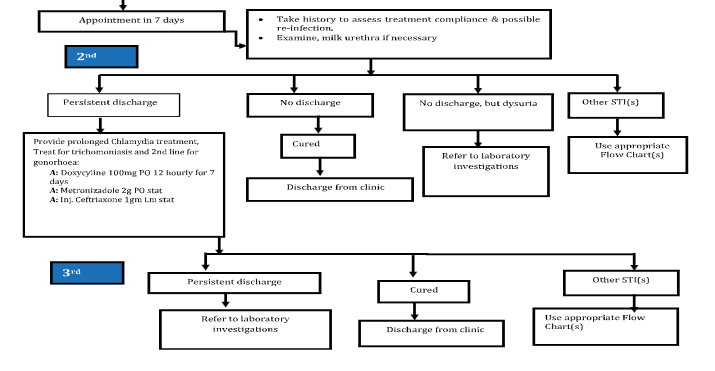 Appointment in 7 days
• Take history to assess treatment compliance & possible
re-infection.
• Examine, milk urethra if necessary
2nd
Persistent discharge
No discharge
No discharge, but dysuria
Other STI(s)
Provide prolonged Chlamydia treatment,
Treat for trichomoniasis and 2nd line for
gonorhoea:
A: Doxycyline 100mg PO 12 hourly for 7
days
A: Metronizadole 2g PO stat
A: Inj. Ceftriaxone 1gm i.m stat
Cured
Discharge from clinic
Refer to laboratory
investigations
Use appropriate
Flow Chart(s)
3rd
Persistent discharge
Cured
Other STI(s)
Refer to laboratory
investigations
Discharge from clinic
Use appropriate Flow
Chart(s)